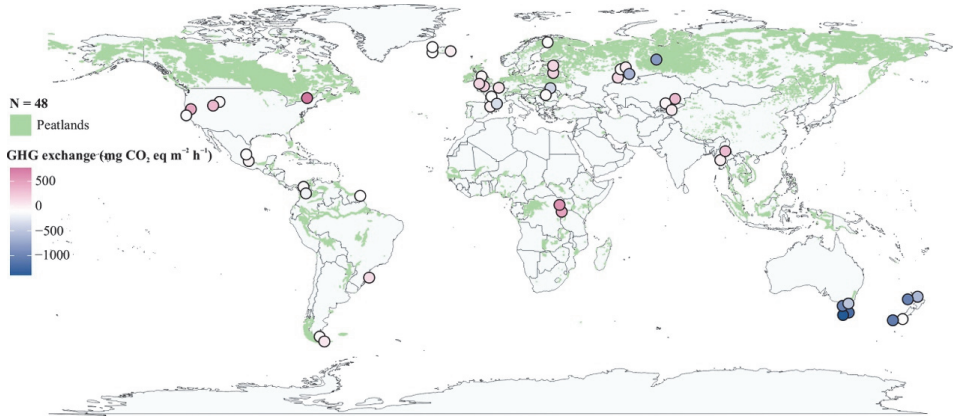 N = 48
Peatlands
GHG exchange (mg CO₂ eq m⁻² h⁻¹)
500
0
−500
−1000